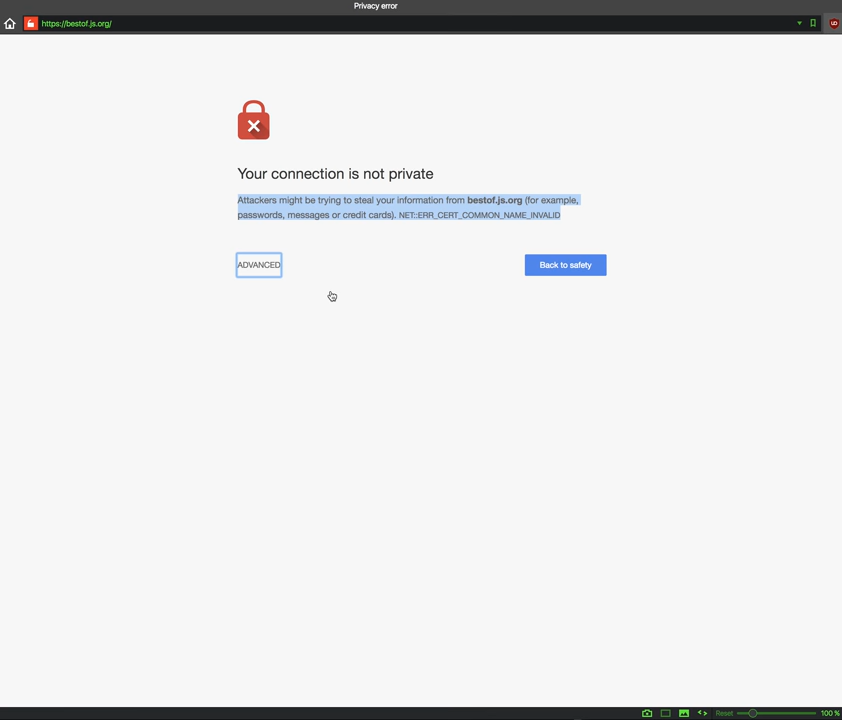 Privacy error
https://bestof.js.org/
UD
Your connection is not private
Attackers might be trying to steal your information from bestof.js.org (for example,
passwords, messages or credit cards). NET::ERR_CERT_COMMON_NAME_INVALID
ADVANCED
Back to safety
Reset
100 %